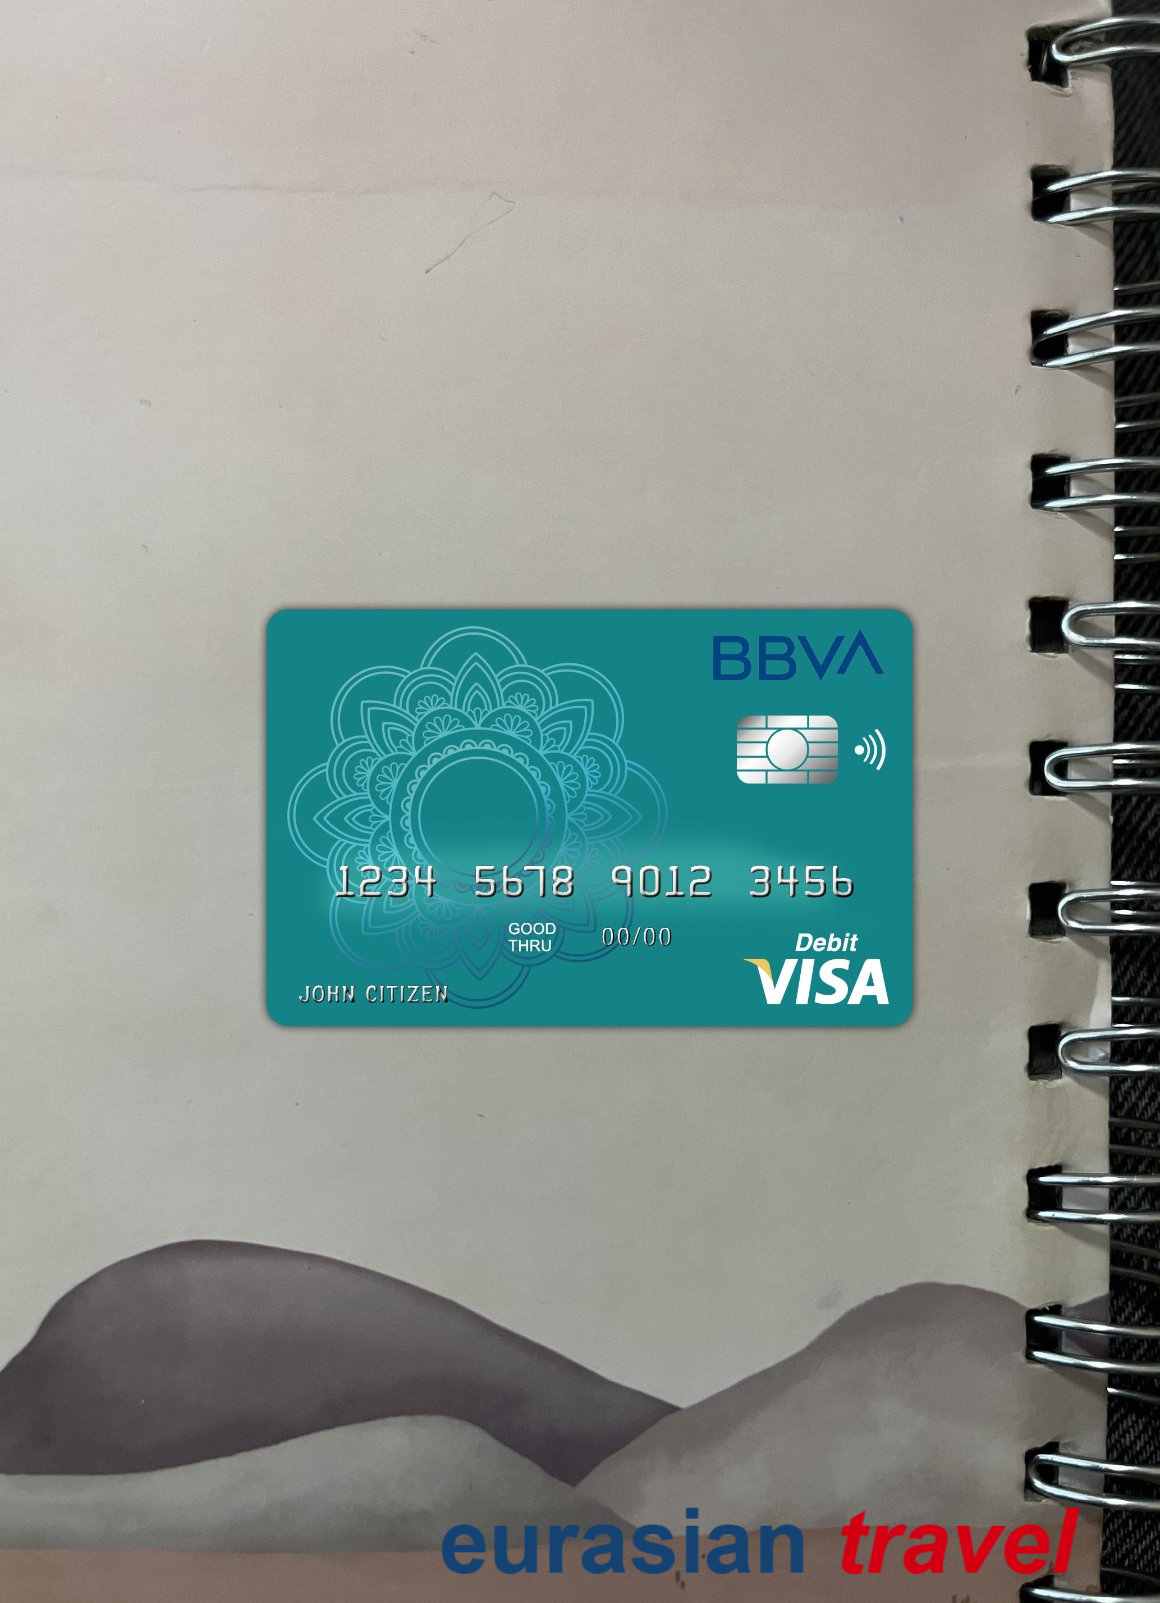 BBVA
1234 5678 9012 3456
GOOD
THRU
00/00
JOHN CITIZEN
Debit
VISA
eurasian travel